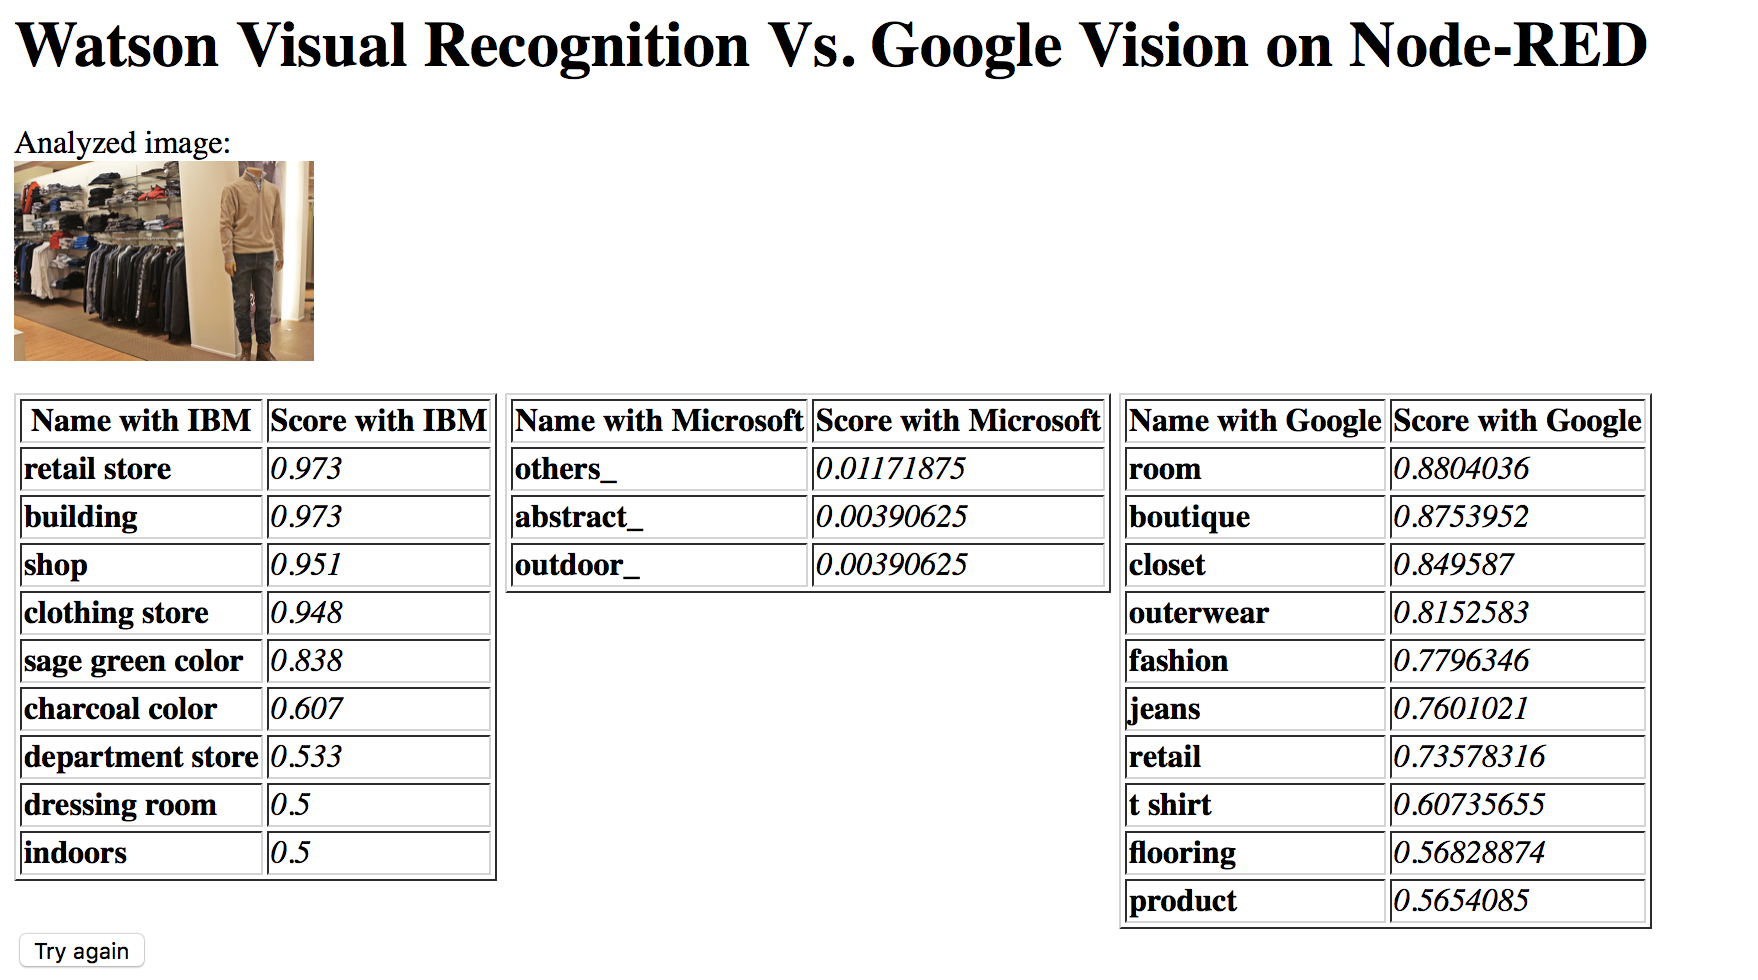 Watson Visual Recognition Vs. Google Vision on Node-RED
Analyzed image:
Name with IBM Score with IBM
retail store 0.973
building 0.973
shop 0.951
clothing store 0.948
sage green color 0.838
charcoal color 0.607
department store 0.533
dressing room 0.5
indoors 0.5
Name with Microsoft Score with Microsoft
others_ 0.01171875
abstract_ 0.00390625
outdoor_ 0.00390625
Name with Google Score with Google
room 0.8804036
boutique 0.8753952
closet 0.849587
outerwear 0.8152583
fashion 0.7796346
jeans 0.7601021
retail 0.73578316
t shirt 0.60735655
flooring 0.56828874
product 0.5654085
Try again